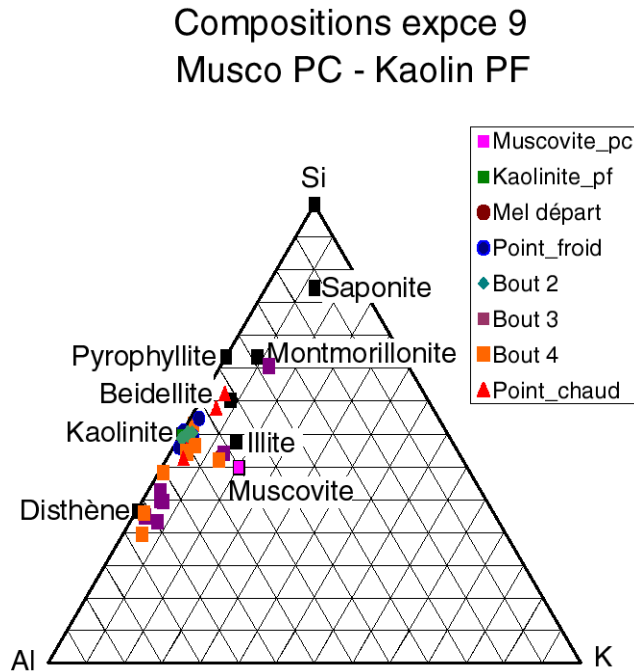 Compositions expce 9
Musco PC - Kaolin PF
Muscovite_pc
Kaolinite_pf
Mel départ
Point_froid
Bout 2
Bout 3
Bout 4
Point_chaud
Si
Saponite
Pyrophyllite
Montmorillonite
Beidellite
Kaolinite
Illite
Muscovite
Disthène
Al
K